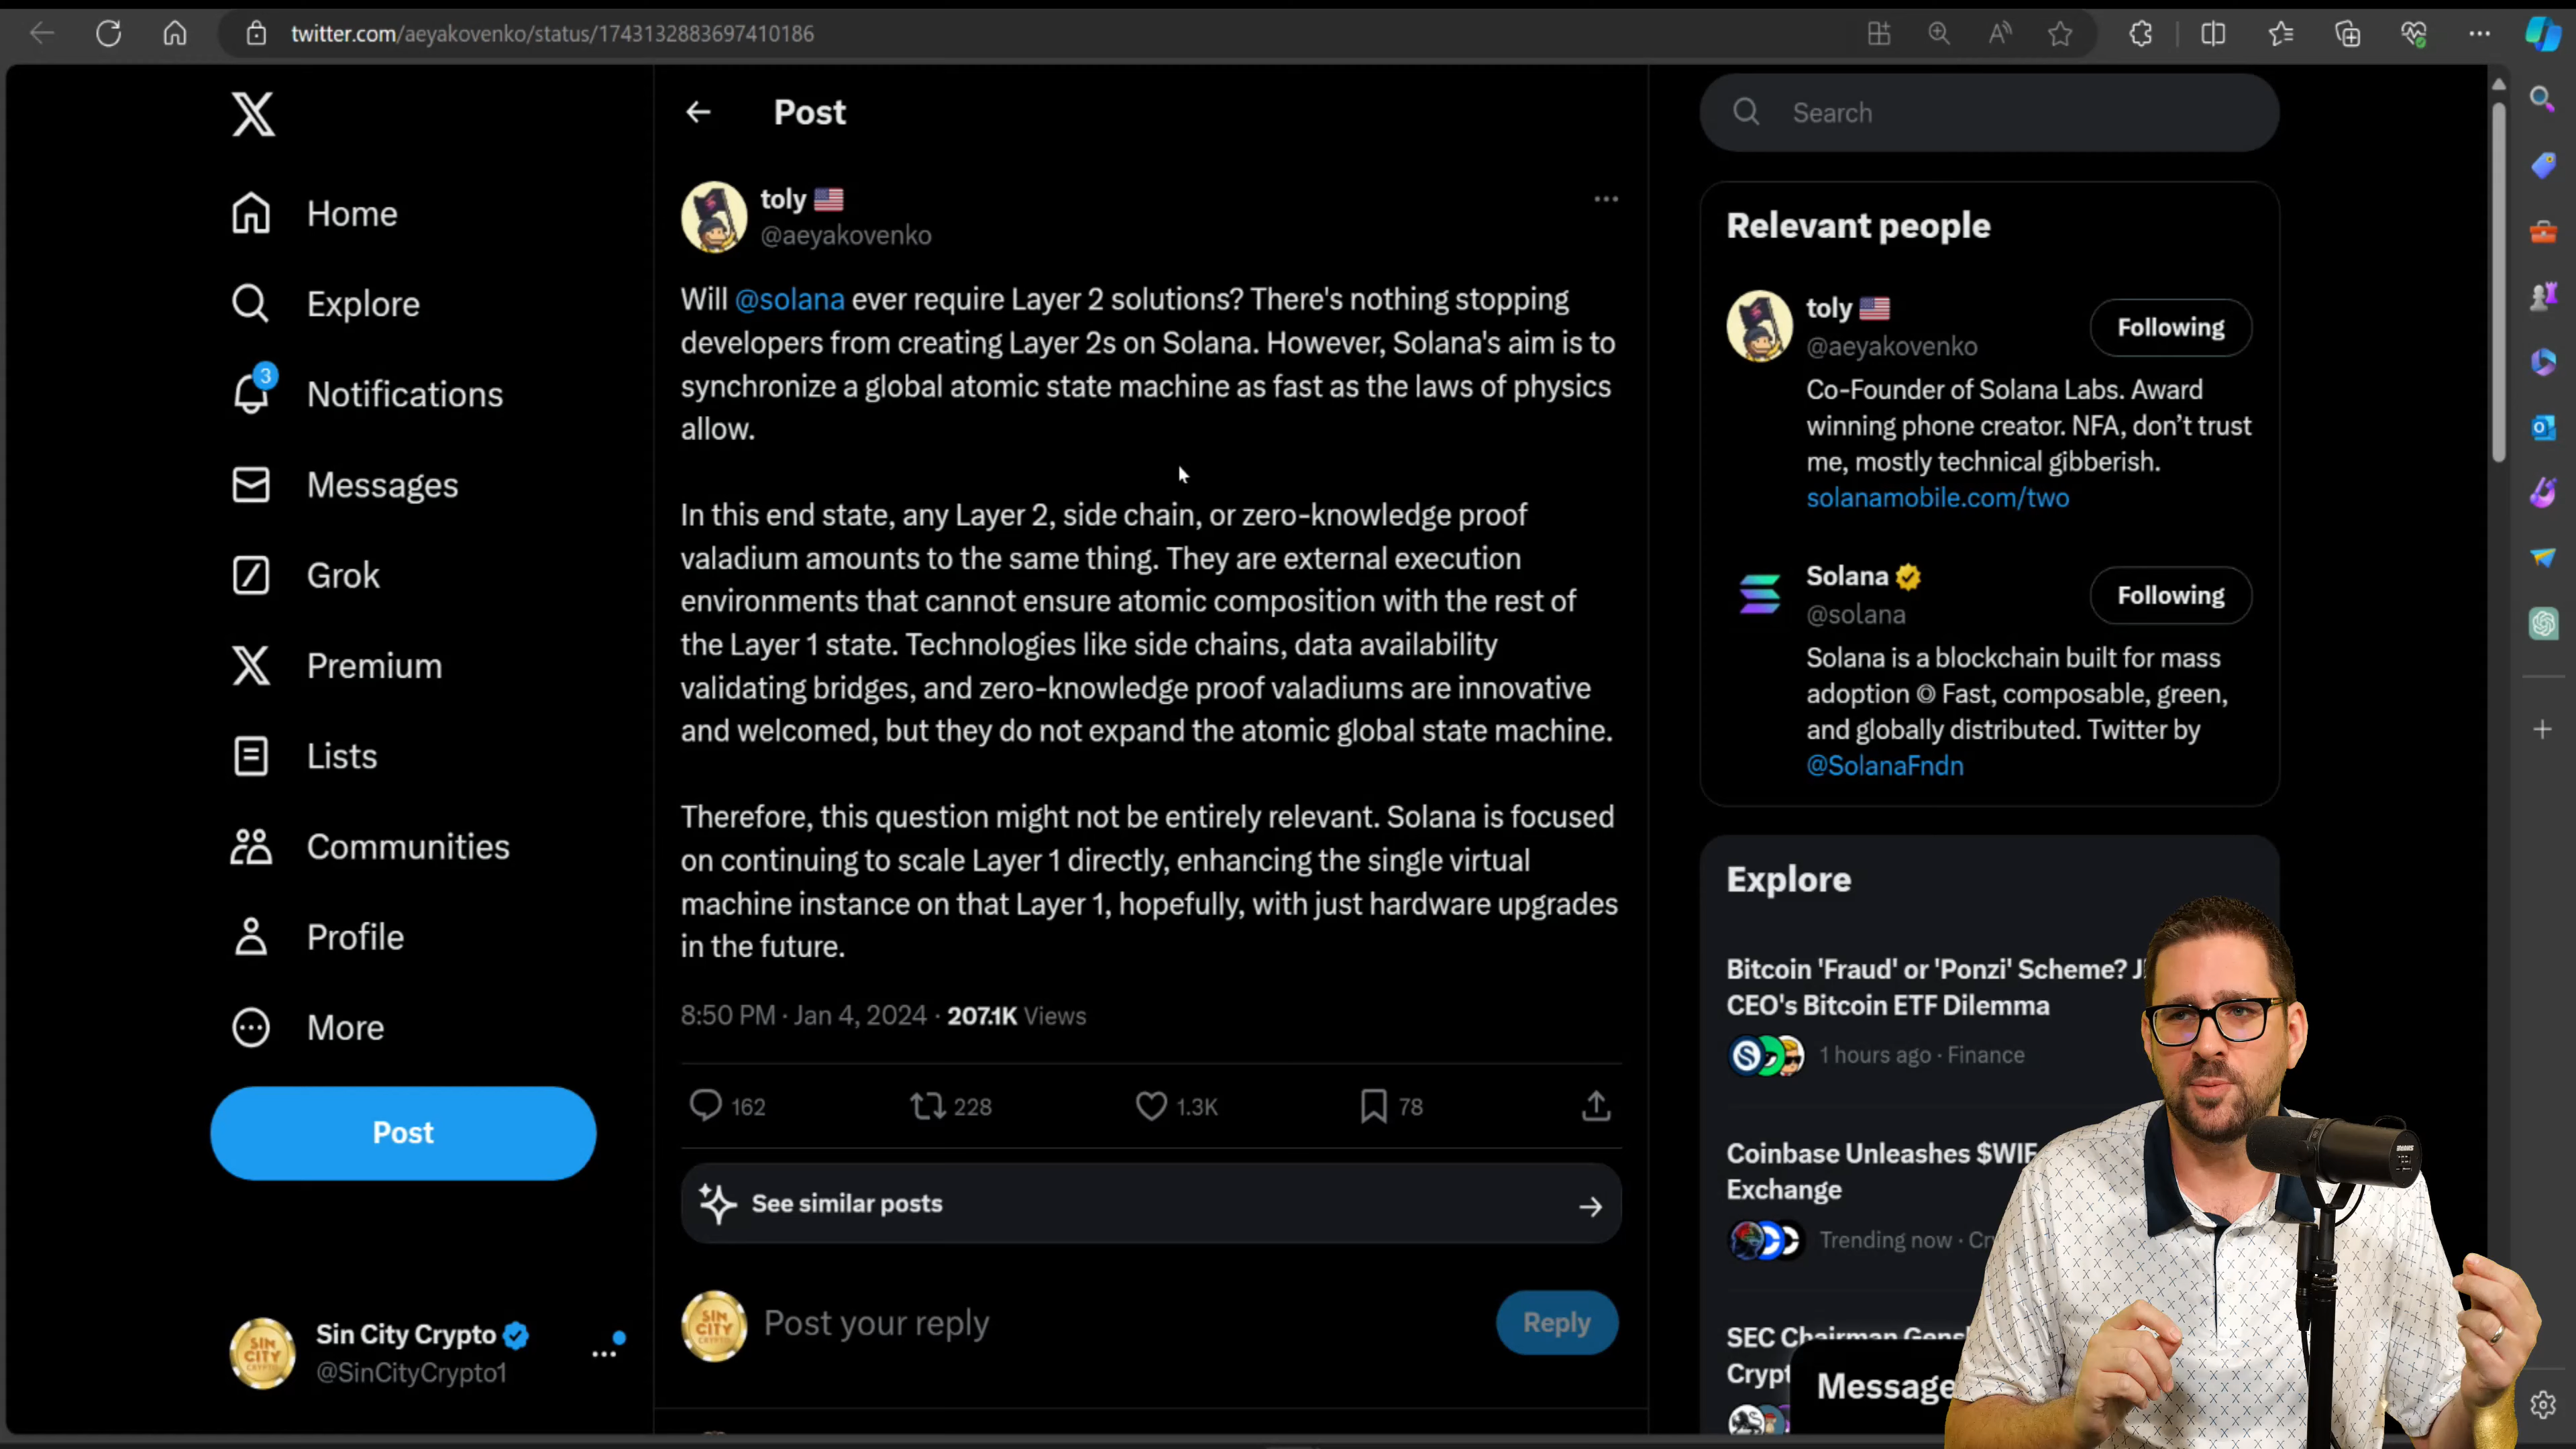 twitter.com/aeyakovenko/status/1743132883697410186
Home
Explore
3
Notifications
Messages
Grok
Premium
Lists
Communities
Profile
More
Post
Sin City Crypto
@SinCityCrypto1
Post
toly
@aeyakovenko
Will @solana ever require Layer 2 solutions? There's nothing stopping
developers from creating Layer 2s on Solana. However, Solana's aim is to
synchronize a global atomic state machine as fast as the laws of physics
allow.
In this end state, any Layer 2, side chain, or zero-knowledge proof
valadium amounts to the same thing. They are external execution
environments that cannot ensure atomic composition with the rest of
the Layer 1 state. Technologies like side chains, data availability
validating bridges, and zero-knowledge proof valadiums are innovative
and welcomed, but they do not expand the atomic global state machine.
Therefore, this question might not be entirely relevant. Solana is focused
on continuing to scale Layer 1 directly, enhancing the single virtual
machine instance on that Layer 1, hopefully, with just hardware upgrades
in the future.
8:50 PM · Jan 4, 2024 · 207.1K Views
162 228 1.3K 78
See similar posts
SIN CITY
Post your reply
Reply
Search
Relevant people
toly
Following
@aeyakovenko
Co-Founder of Solana Labs. Award
winning phone creator. NFA, don’t trust
me, mostly technical gibberish.
solanamobile.com/two
Solana
Following
@solana
Solana is a blockchain built for mass
adoption ◎ Fast, composable, green,
and globally distributed. Twitter by
@SolanaFndn
Explore
Bitcoin 'Fraud' or 'Ponzi' Scheme?
CEO's Bitcoin ETF Dilemma
1 hours ago · Finance
Coinbase Unleashes $WIF
Exchange
Trending now ·
SEC Chairman
Message